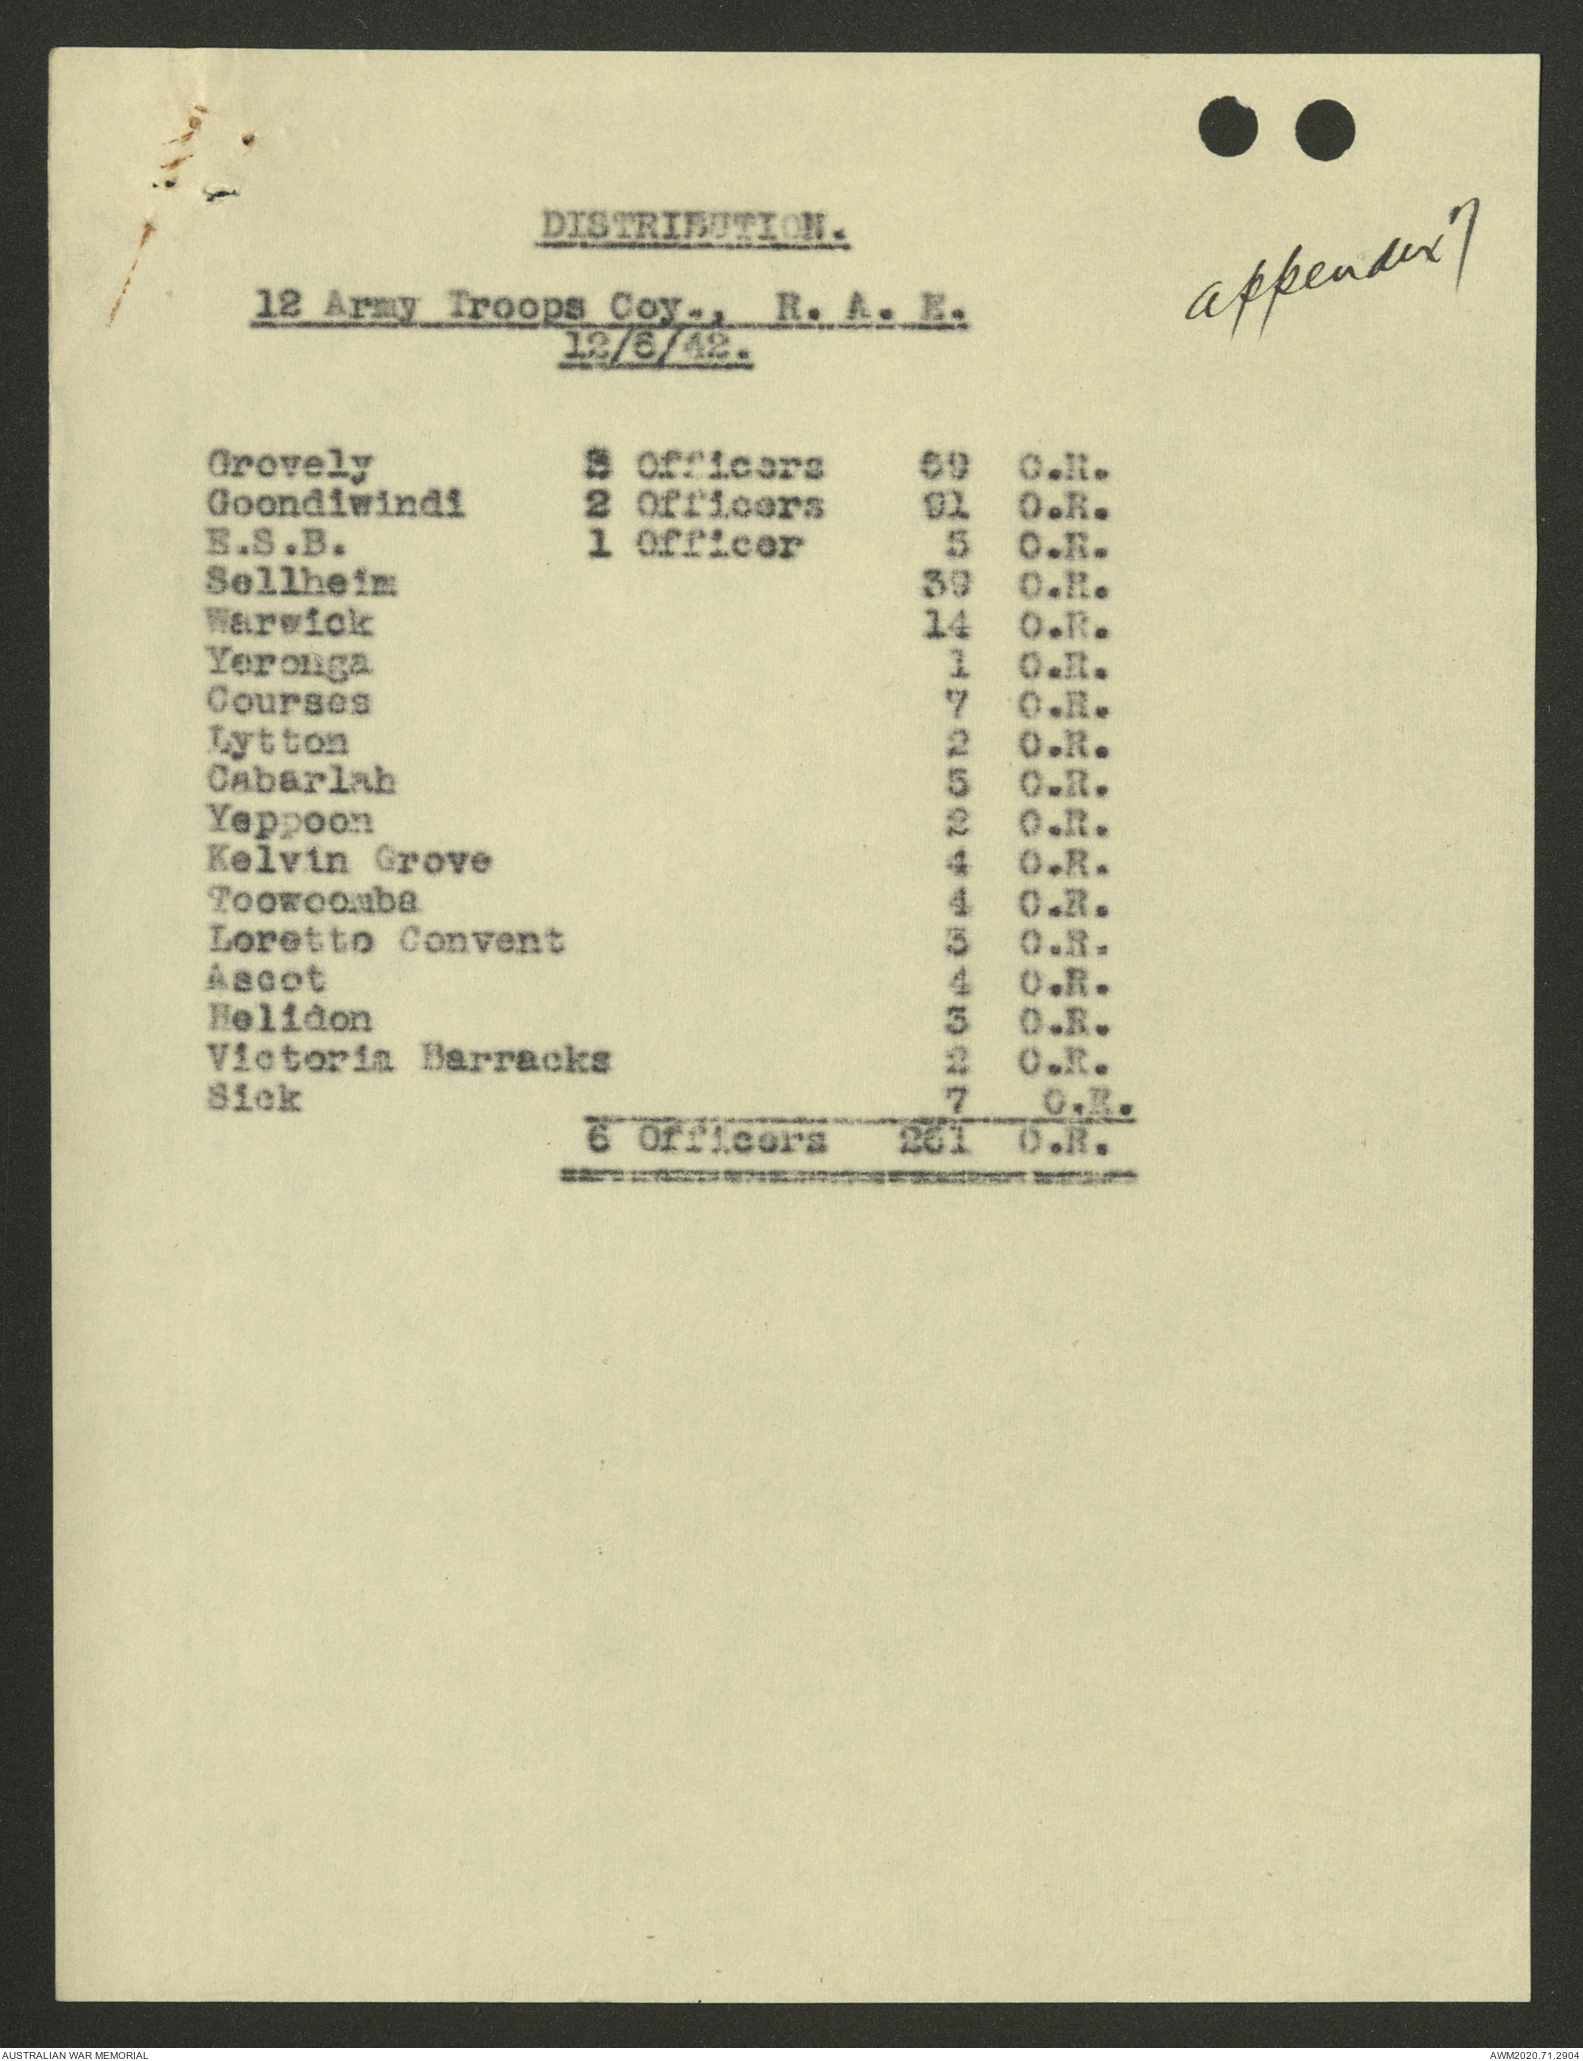 DISTRIBUTION.
appendix 7
12 Army Troops Coy., R. A. E.
12/6/42.
Grovely 3 Officers 69 O.R.
Goondiwindi 2 Officers 91 O.R.
E.S.B. 1 Officer 5 O.R.
Sellheim 39 O.R.
Warwick 14 O.R.
Yeronga 1 O.R.
Courses 7 O.R.
Lytton 2 O.R.
Cabarlah 5 O.R.
Yeppoon 2 O.R.
Kelvin Grove 4 O.R.
Toowoomba 4 O.R.
Loretto Convent 3 O.R.
Ascot 4 O.R.
Helidon 3 O.R.
Victoria Barracks 2 O.R.
Sick 7 O.R.
6 Officers 261 O.R.
AUSTRALIAN WAR MEMORIAL
AWM2020.71.2904